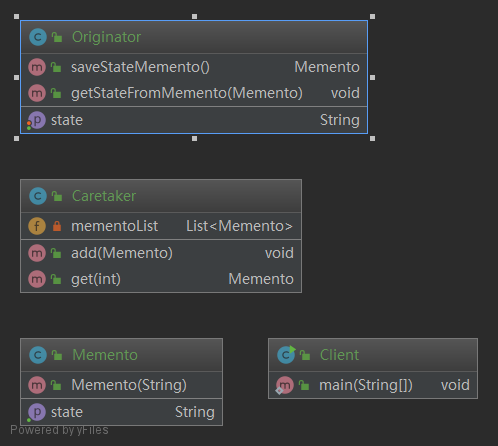 Originator
saveStateMemento() Memento
getStateFromMemento(Memento) void
state String
Caretaker
mementoList List<Memento>
add(Memento) void
get(int) Memento
Memento
Memento(String)
state String
Client
main(String[]) void
Powered by yFiles